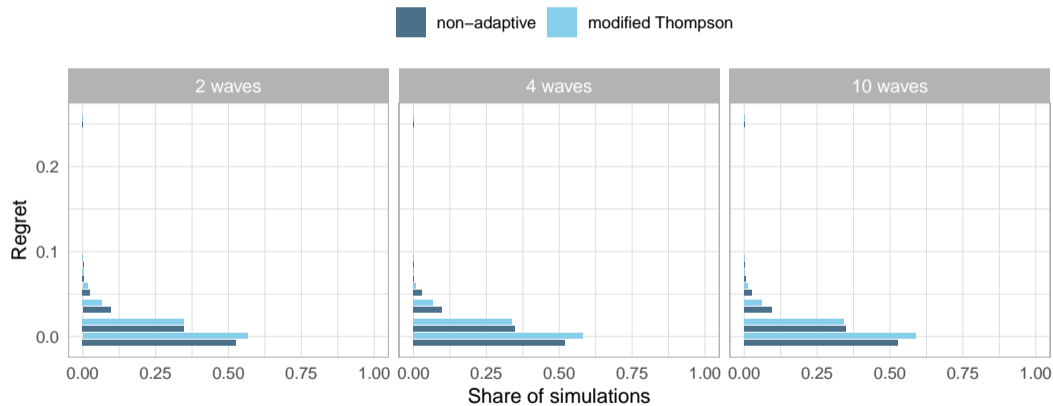 non−adaptive modified Thompson
2 waves 4 waves 10 waves
Regret
0.2
0.1
0.0
0.00 0.25 0.50 0.75 1.00 0.00 0.25 0.50 0.75 1.00 0.00 0.25 0.50 0.75 1.00
Share of simulations